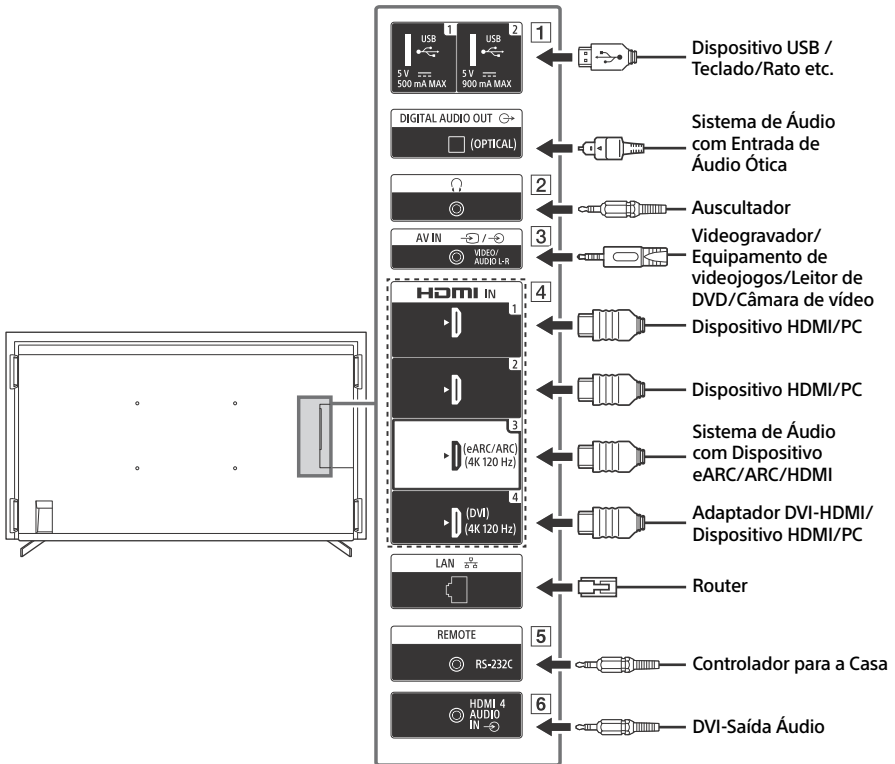 1
USB
5 V
500 mA MAX
2
USB
5 V
900 mA MAX
1
Dispositivo USB /
Teclado/Rato etc.
DIGITAL AUDIO OUT
(OPTICAL)
Sistema de Áudio
com Entrada de
Áudio Ótica
2
Auscultador
AV IN
/
VIDEO/
AUDIO L-R
3
Videogravador/
Equipamento de
videojogos/Leitor de
DVD/Câmara de vídeo
HDMI IN
4
1
Dispositivo HDMI/PC
2
Dispositivo HDMI/PC
3
(eARC/ARC)
(4K 120 Hz)
Sistema de Áudio
com Dispositivo
eARC/ARC/HDMI
4
(DVI)
(4K 120 Hz)
Adaptador DVI-HDMI/
Dispositivo HDMI/PC
LAN
Router
REMOTE
RS-232C
5
Controlador para a Casa
HDMI 4
AUDIO
IN
6
DVI-Saída Áudio